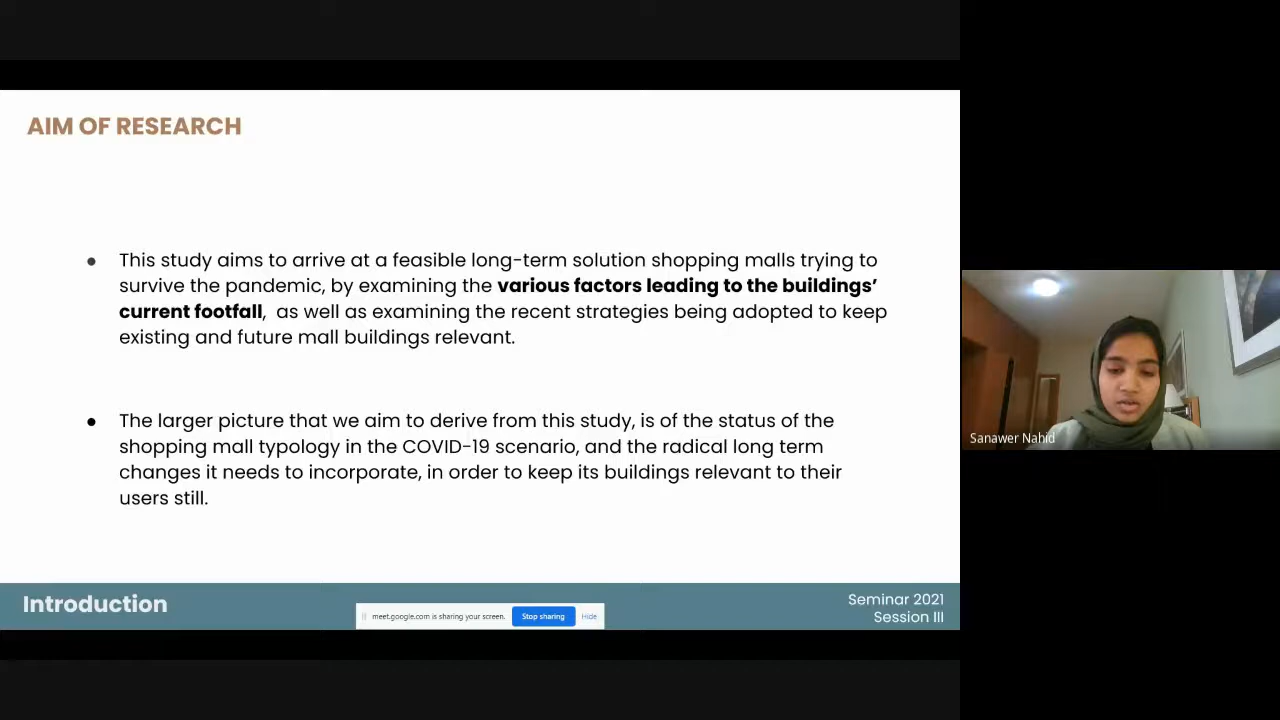 AIM OF RESEARCH
● This study aims to arrive at a feasible long-term solution shopping malls trying to
survive the pandemic, by examining the various factors leading to the buildings’
current footfall, as well as examining the recent strategies being adopted to keep
existing and future mall buildings relevant.
● The larger picture that we aim to derive from this study, is of the status of the
shopping mall typology in the COVID-19 scenario, and the radical long term
changes it needs to incorporate, in order to keep its buildings relevant to their
users still.
Introduction
meet.google.com is sharing your screen. Stop sharing Hide
Seminar 2021
Session III
Sanawer Nahid